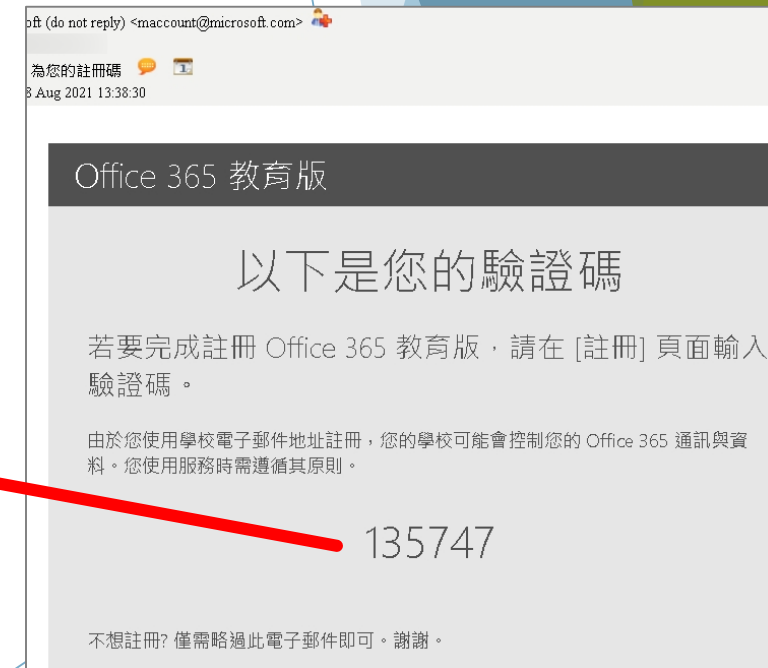 oft (do not reply) <maccount@microsoft.com>
為您的註冊碼
8 Aug 2021 13:38:30
Office 365 教育版
以下是您的驗證碼
若要完成註冊 Office 365 教育版，請在 [註冊] 頁面輸入
驗證碼。
由於您使用學校電子郵件地址註冊，您的學校可能會控制您的 Office 365 通訊與資
料。您使用服務時需遵循其原則。
135747
不想註冊? 僅需略過此電子郵件即可。謝謝。